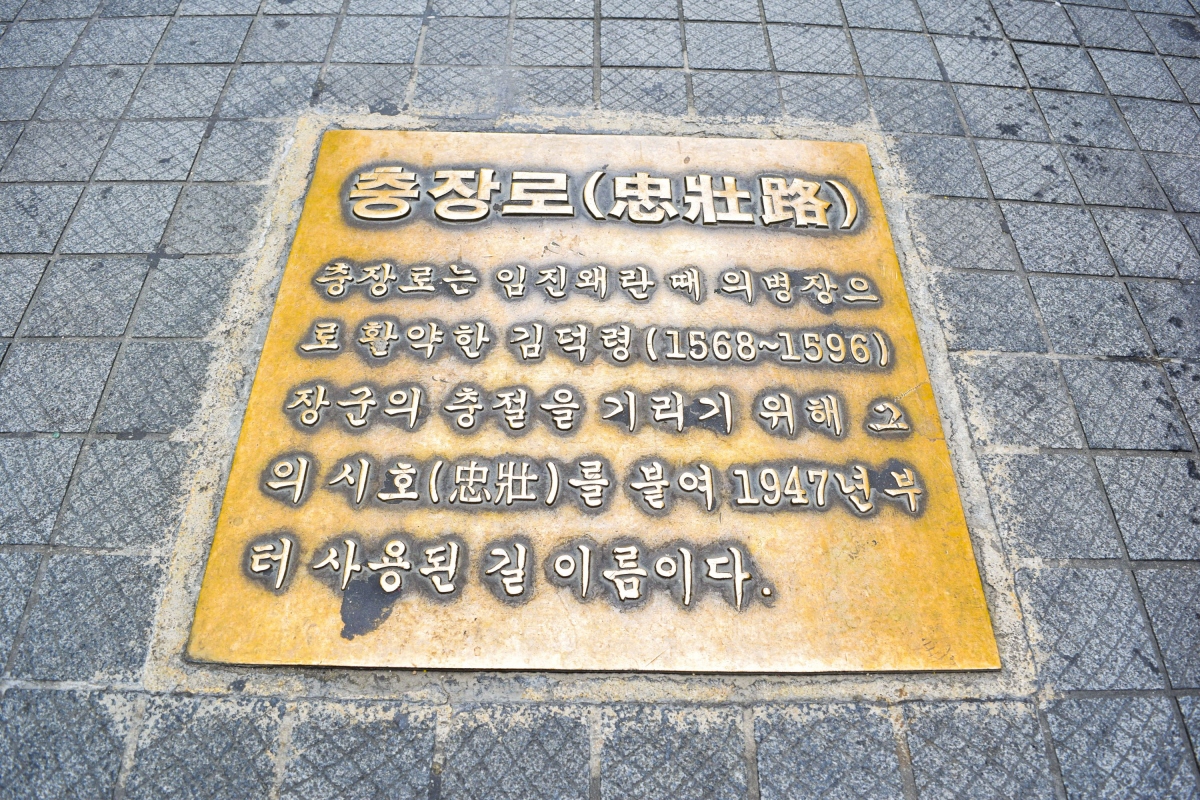 충장로(忠壯路)
충장로는 임진왜란 때 의병장으
로 활약한 김덕령(1568~1596)
장군의 충절을 기리기 위해 그
의 시호(忠壯)를 붙여 1947년 부
터 사용된 길 이름이다.